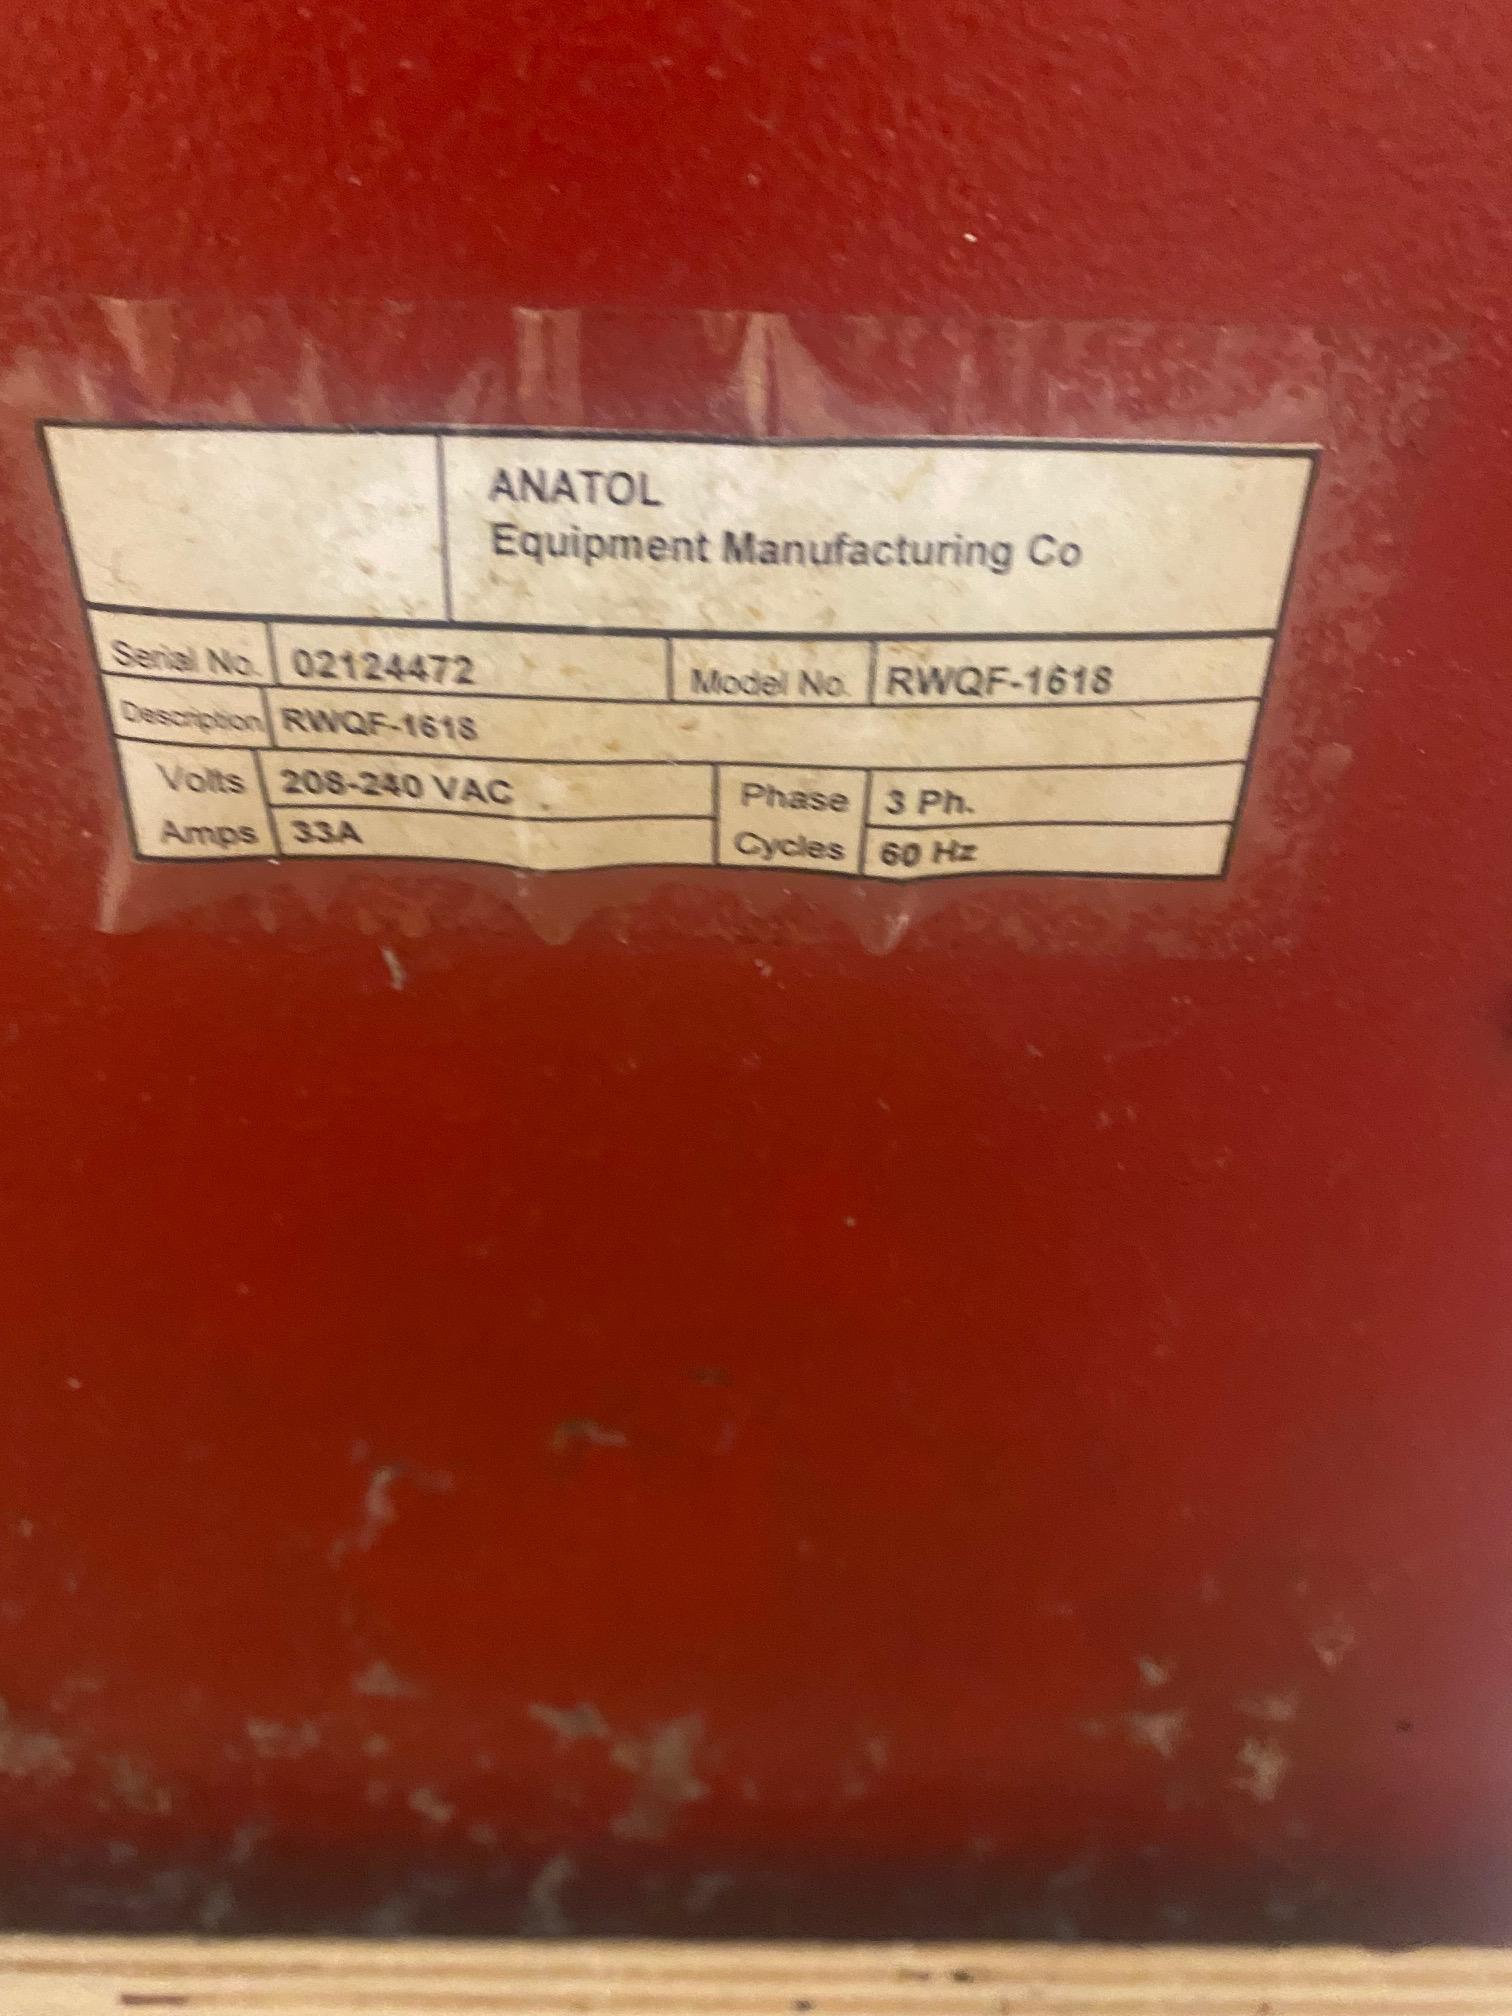 ANATOL
Equipment Manufacturing Co
Serial No. 02124472 Model No. RWQF-1618
Description RWQF-1618
Volts 208-240 VAC Phase 3 Ph.
Amps 33A Cycles 60 Hz